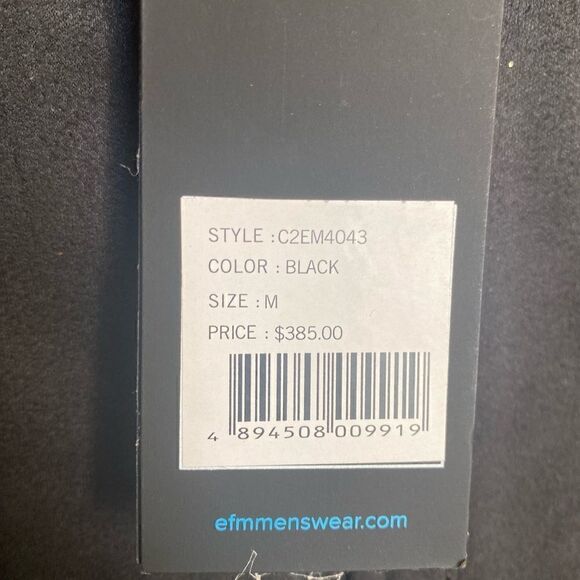 STYLE : C2EM4043
COLOR : BLACK
SIZE : M
PRICE : $385.00
4 894508 009919
efmmenswear.com